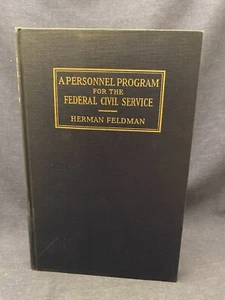 A PERSONNEL PROGRAM
FOR THE
FEDERAL CIVIL SERVICE
HERMAN FELDMAN